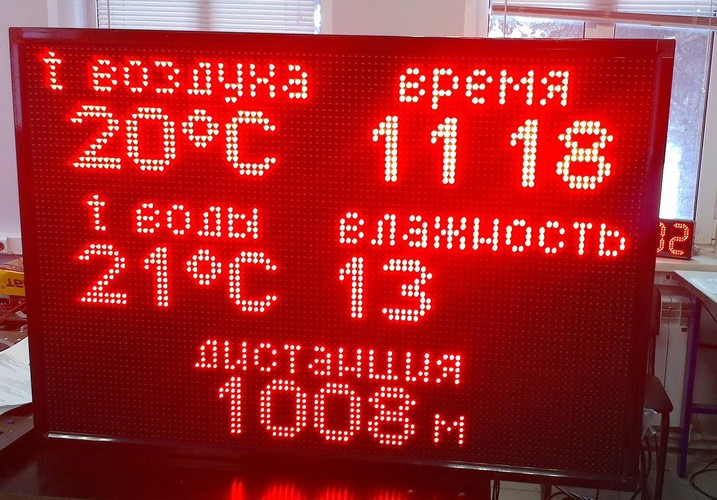 t воздуха
время
20°C
11 18
t воды
влажность
21°C
13
дистанция
1008 м